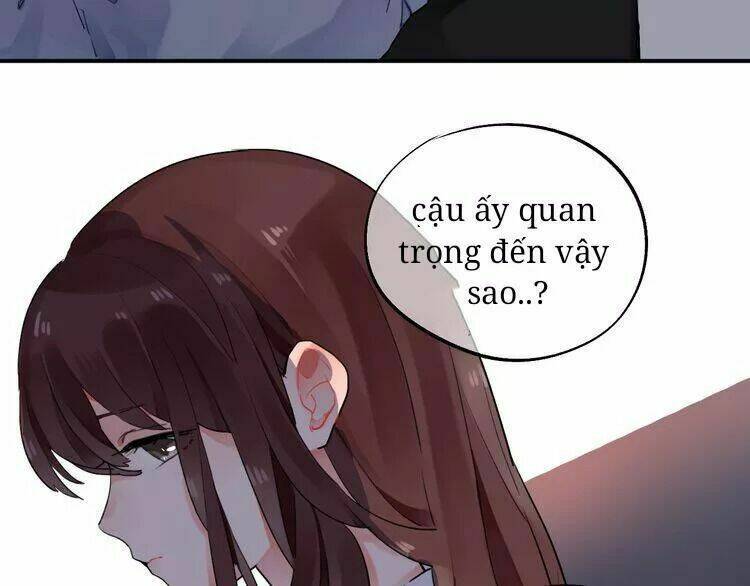 cậu ấy quan
trọng đến vậy
sao..?